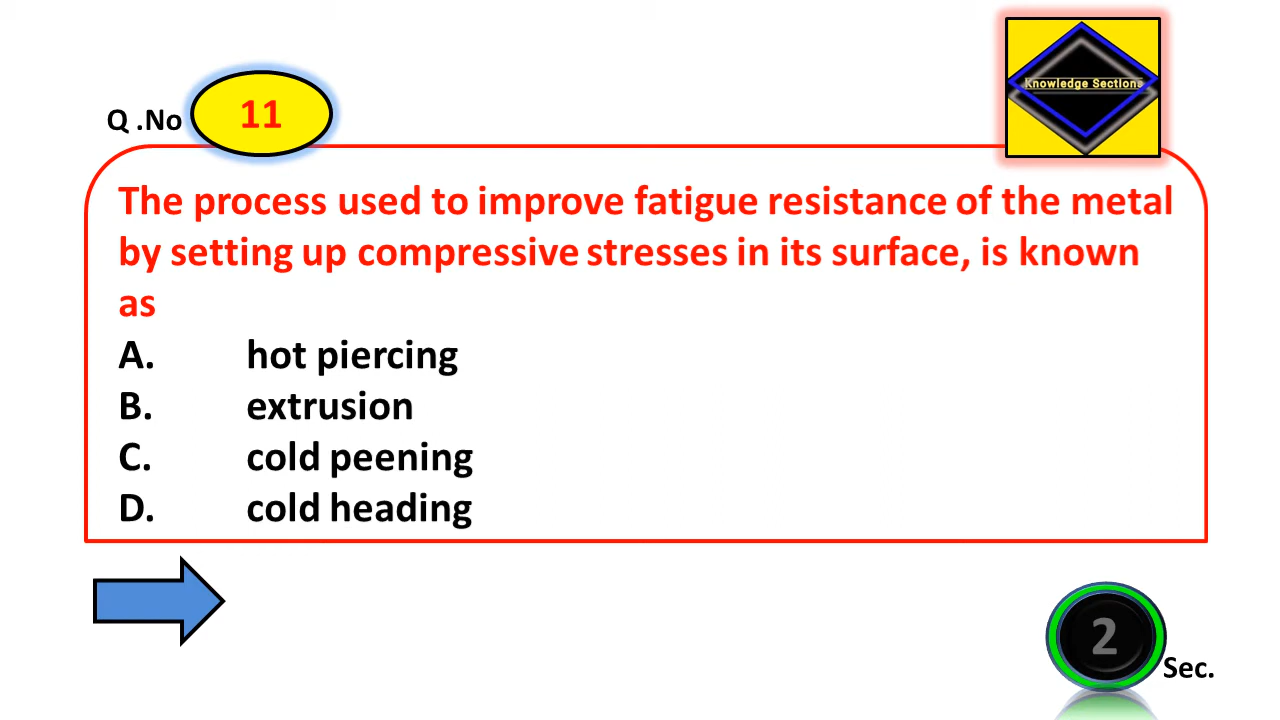 Knowledge Sections
Q .No 11
The process used to improve fatigue resistance of the metal
by setting up compressive stresses in its surface, is known
as
A. hot piercing
B. extrusion
C. cold peening
D. cold heading
2 Sec.